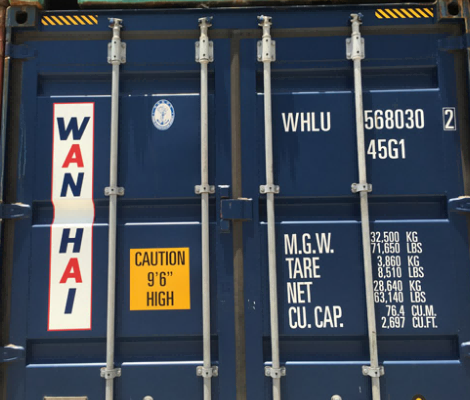 WAN HAI
CAUTION
9'6"
HIGH
WHLU 568030 2
45G1
M.G.W. 32,500 KG
71,650 LBS
TARE 3,860 KG
8,510 LBS
NET 28,640 KG
63,140 LBS
CU. CAP. 76.4 CU.M.
2,697 CU.FT.